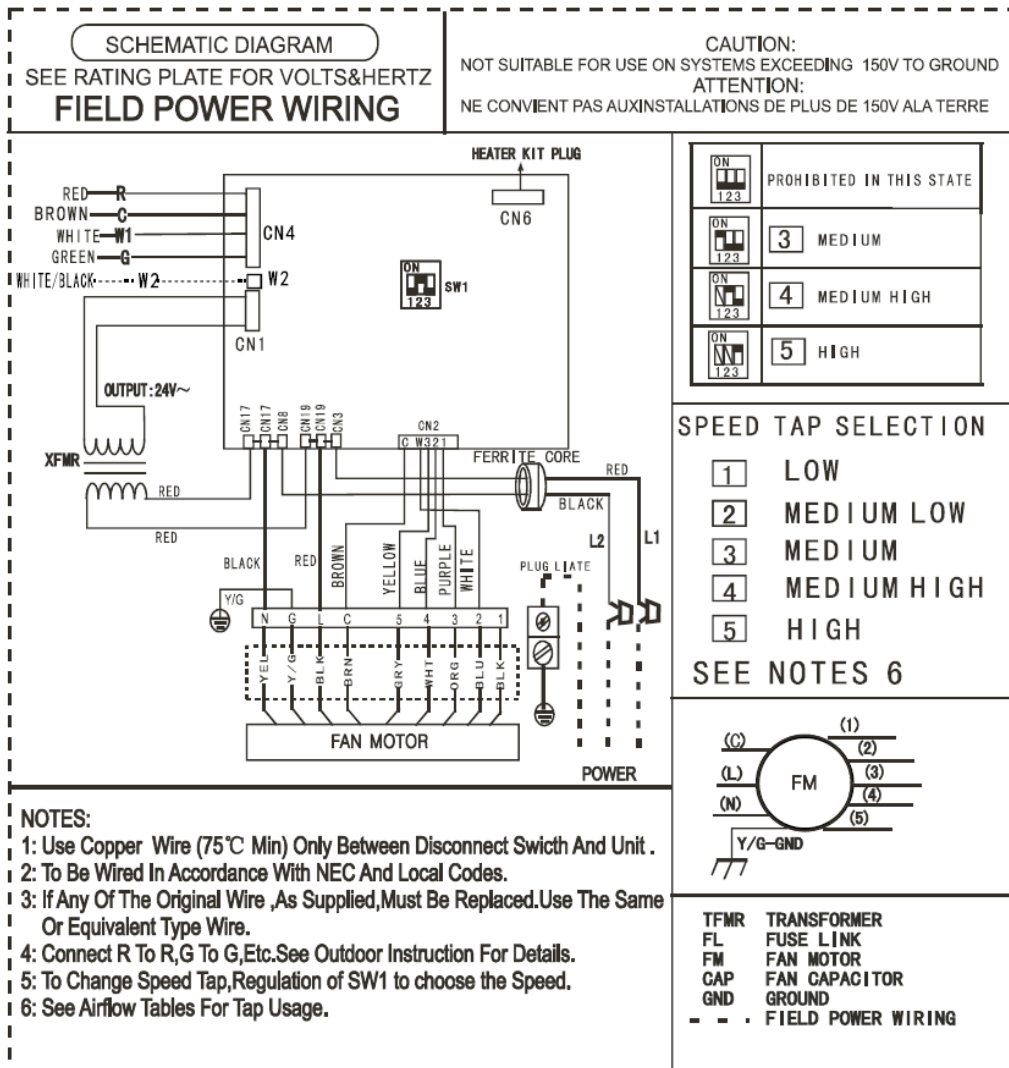 SCHEMATIC DIAGRAM
SEE RATING PLATE FOR VOLTS&HERTZ
FIELD POWER WIRING
CAUTION:
NOT SUITABLE FOR USE ON SYSTEMS EXCEEDING 150V TO GROUND
ATTENTION:
NE CONVIENT PAS AUXINSTALLATIONS DE PLUS DE 150V ALA TERRE
HEATER KIT PLUG
CN6
RED R
BROWN C
WHITE W1
GREEN G
CN4
WHITE/BLACK W2 W2
CN1
ON
123
SW1
OUTPUT:24V~
XFMR
RED
RED
CN17
CN17
CN8
CN19
CN19
CN3
CN2
C W321
FERRITE CORE
RED
BLACK
L2
L1
BLACK
RED
BROWN
YELLOW
BLUE
PURPLE
WHITE
PLUG LIATE
Y/G
N G L C 5 4 3 2 1
YEL
Y/G
BLK
BRN
GRY
WHT
ORG
BLU
BLK
FAN MOTOR
POWER
ON
123
PROHIBITED IN THIS STATE
ON
123
3 MEDIUM
ON
123
4 MEDIUM HIGH
ON
123
5 HIGH
SPEED TAP SELECTION
1 LOW
2 MEDIUM LOW
3 MEDIUM
4 MEDIUM HIGH
5 HIGH
SEE NOTES 6
(C)
(L)
(N)
FM
(1)
(2)
(3)
(4)
(5)
Y/G-GND
NOTES:
1: Use Copper Wire (75℃ Min) Only Between Disconnect Swicth And Unit .
2: To Be Wired In Accordance With NEC And Local Codes.
3: If Any Of The Original Wire ,As Supplied,Must Be Replaced.Use The Same
Or Equivalent Type Wire.
4: Connect R To R,G To G,Etc.See Outdoor Instruction For Details.
5: To Change Speed Tap,Regulation of SW1 to choose the Speed.
6: See Airflow Tables For Tap Usage.
TFMR TRANSFORMER
FL FUSE LINK
FM FAN MOTOR
CAP FAN CAPACITOR
GND GROUND
FIELD POWER WIRING